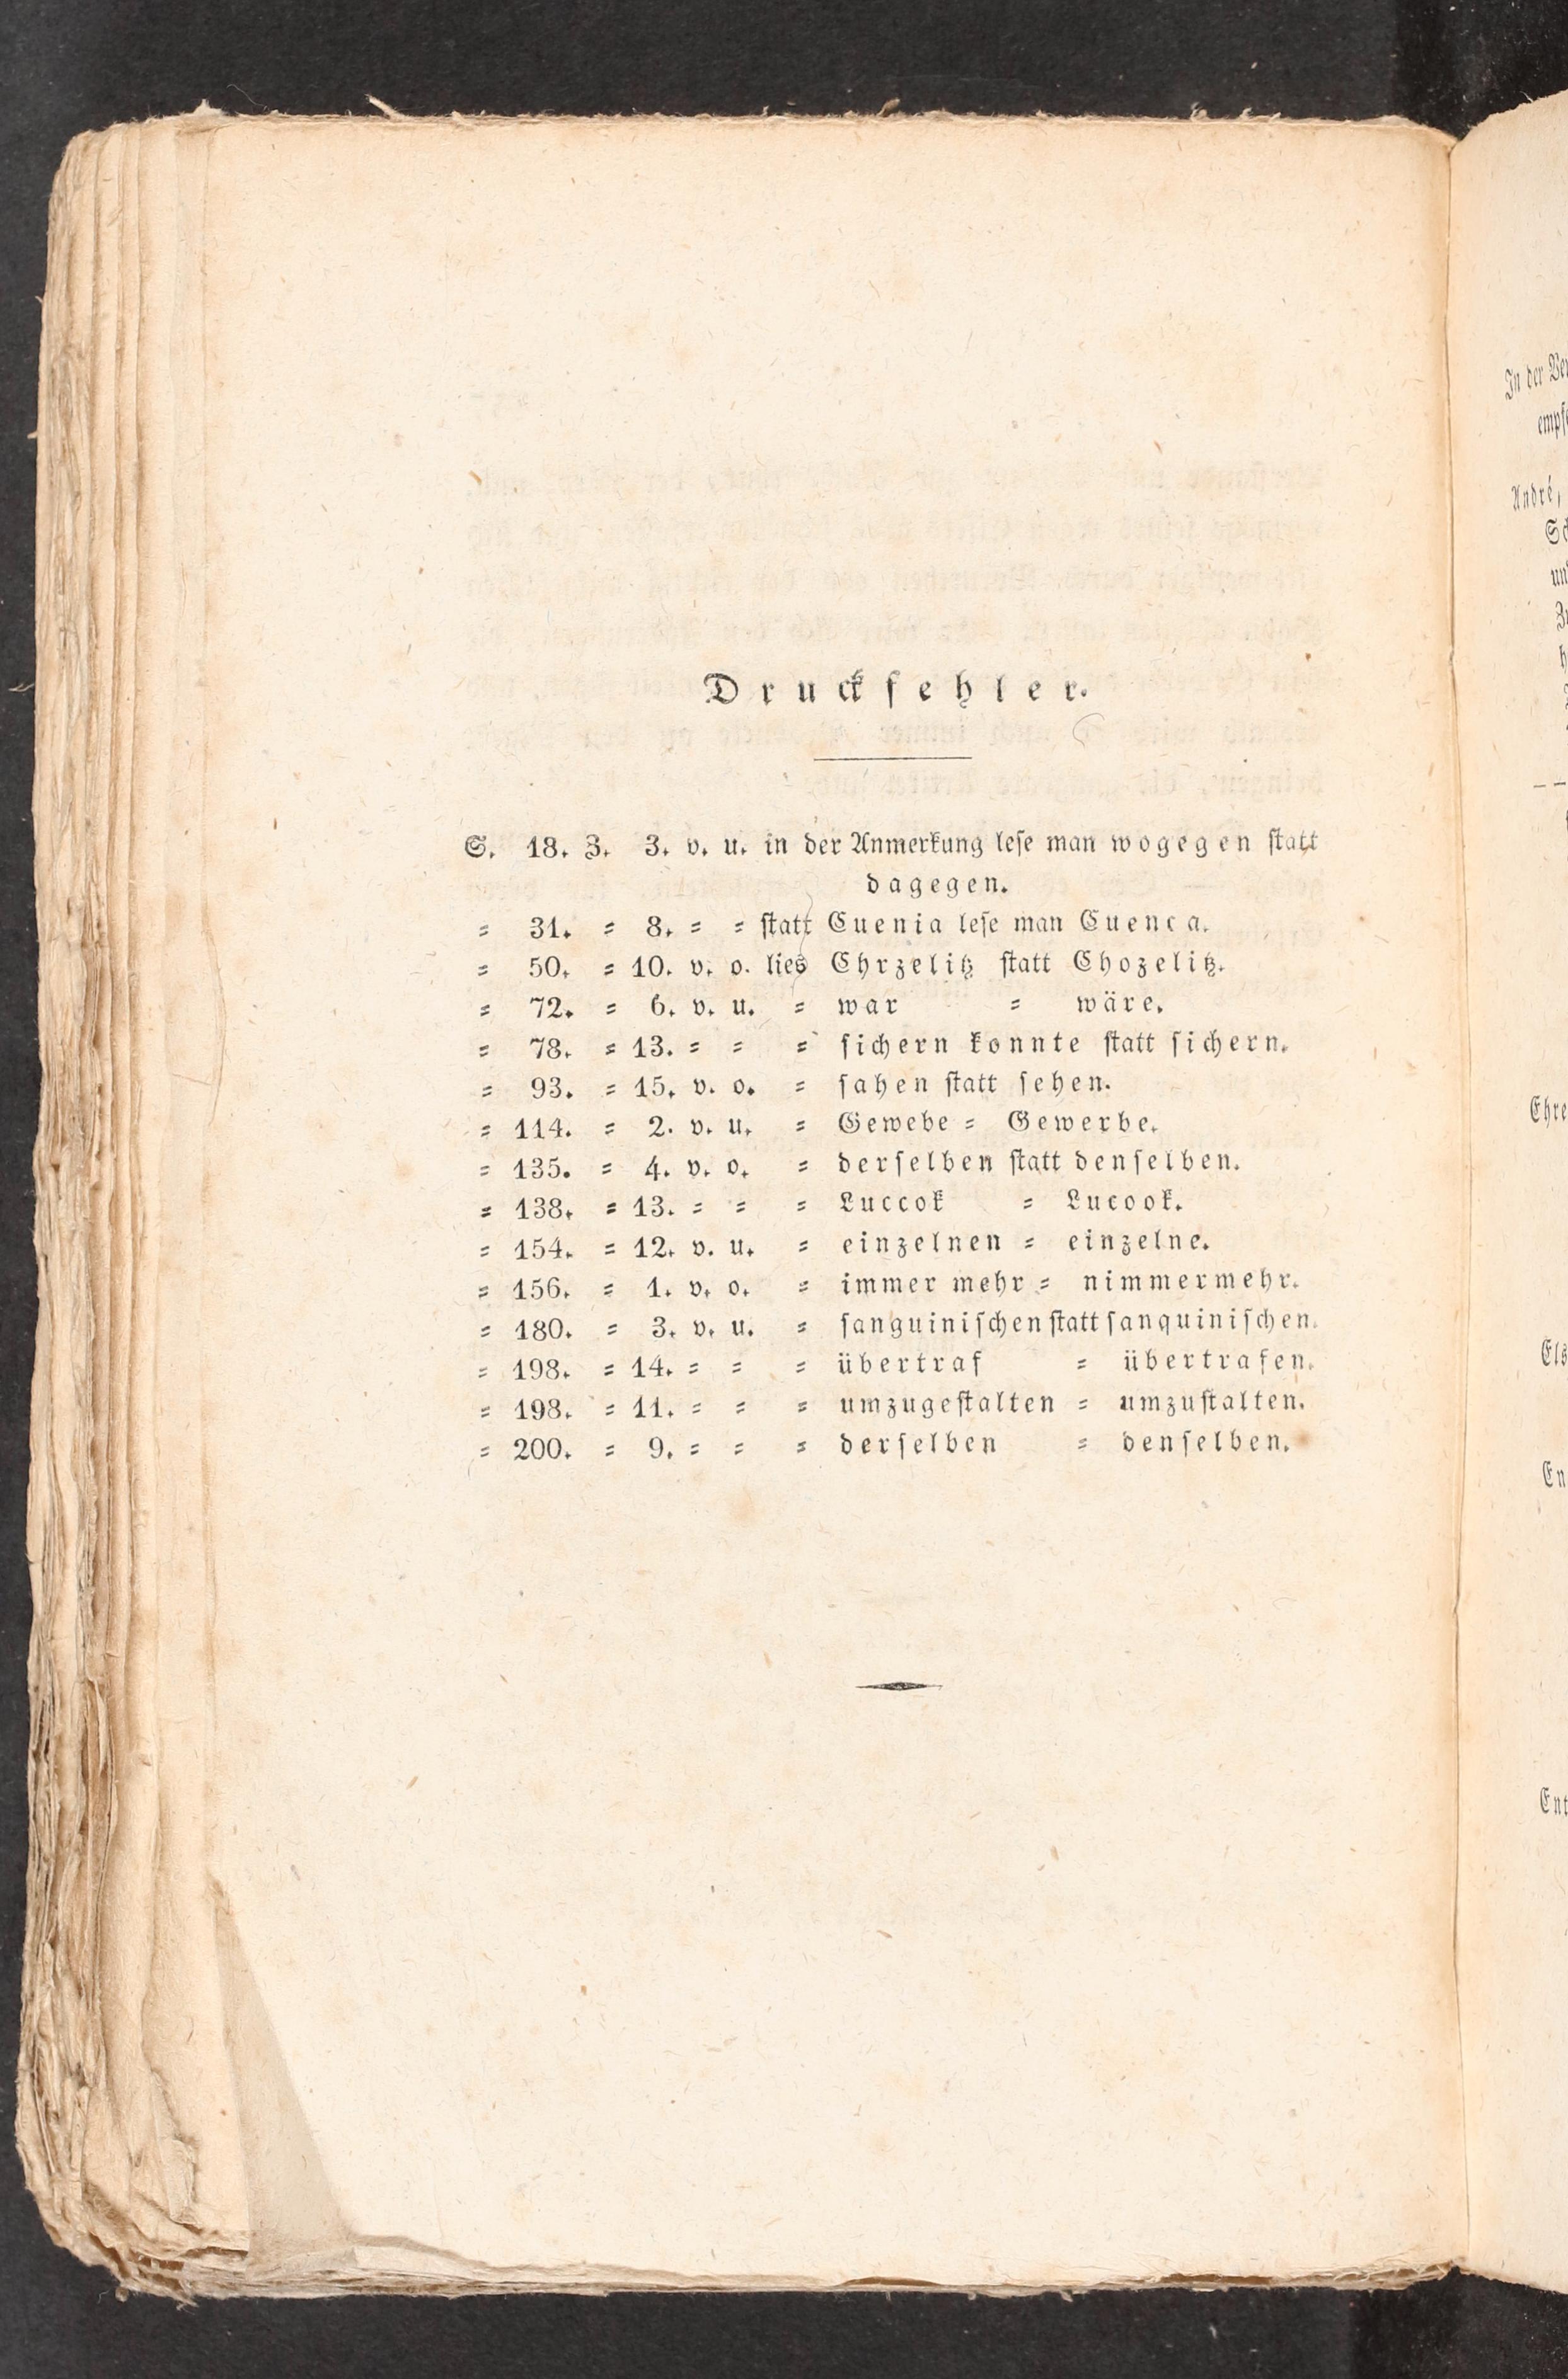 Druckfehler.
S. 18. Z. 3. v. u. in der Anmerkung lese man wogegen statt
dagegen.
= 31. = 8. = = statt Cuenia lese man Cuenca.
= 50. = 10. v. o. lies Chrzelitz statt Chozelitz.
= 72. = 6. v. u. = war = wäre.
= 78. = 13. = = = sichern konnte statt sichern.
= 93. = 15. v. o. = sahen statt sehen.
= 114. = 2. v. u. = Gewebe = Gewerbe.
= 135. = 4. v. o. = derselben statt denselben.
= 138. = 13. = = = Luccok = Lucook.
= 154. = 12. v. u. = einzelnen = einzelne.
= 156. = 1. v. o. = immer mehr = nimmermehr.
= 180. = 3. v. u. = sanguinischen statt sanquinischen.
= 198. = 14. = = = übertraf = übertrafen.
= 198. = 11. = = = umzugestalten = umzustalten.
= 200. = 9. = = = derselben = denselben.
In der
André,